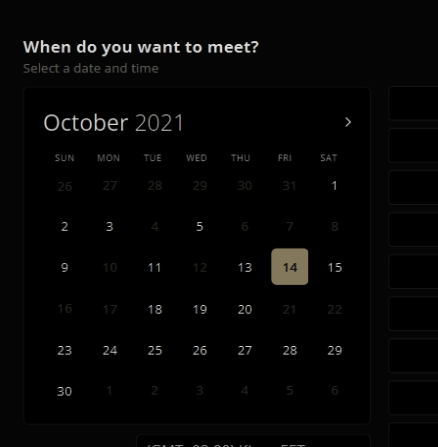 When do you want to meet?
Select a date and time
October 2021
SUN MON TUE WED THU FRI SAT
26 27 28 29 30 31 1
2 3 4 5 6 7 8
9 10 11 12 13 14 15
16 17 18 19 20 21 22
23 24 25 26 27 28 29
30 1 2 3 4 5 6